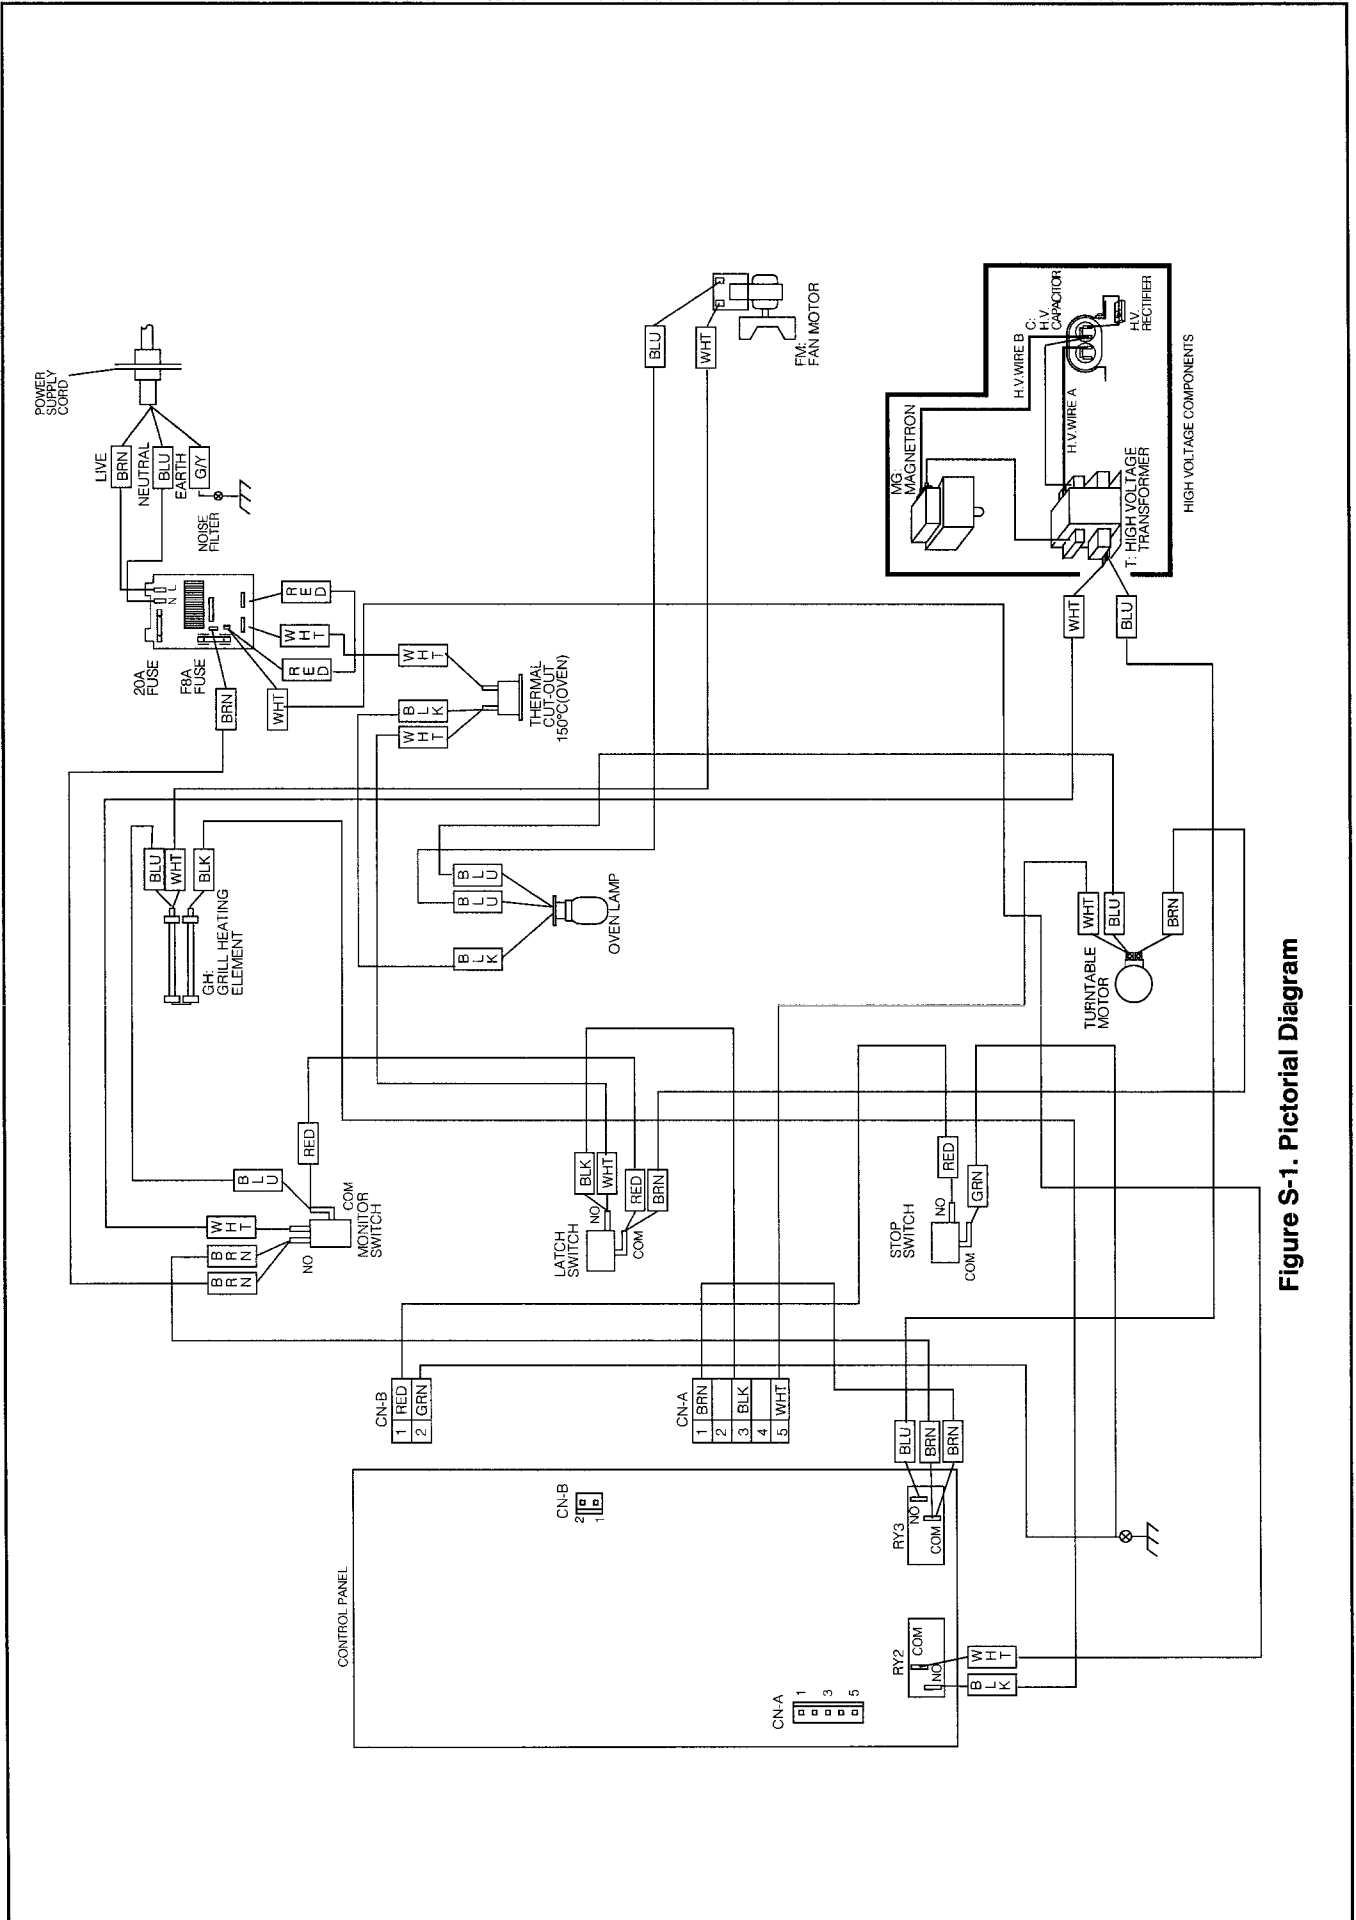 POWER
SUPPLY
CORD
LIVE
BRN
NEUTRAL
BLU
EARTH
G/Y
NOISE
FILTER
N L
20A
FUSE
F8A
FUSE
RED
WHT
RED
BRN
WHT
WHT
BLK
WHT
THERMAL
CUT-OUT
150°C(OVEN)
BLU
WHT
FM:
FAN MOTOR
MG:
MAGNETRON
H.V.WIRE B
C:
H.V.
CAPACITOR
H.V.
RECTIFIER
H.V.WIRE A
T: HIGH VOLTAGE
TRANSFORMER
HIGH VOLTAGE COMPONENTS
WHT
BLU
BLU
WHT
BLK
GH:
GRILL HEATING
ELEMENT
BLU
BLU
BLK
OVEN LAMP
WHT
BLU
BRN
TURNTABLE
MOTOR
RED
BLU
WHT
BRN
BRN
COM
MONITOR
SWITCH
NO
BLK
WHT
RED
BRN
NO
COM
LATCH
SWITCH
RED
GRN
NO
COM
STOP
SWITCH
CN-B
1 RED
2 GRN
CN-A
1 BRN
2
3 BLK
4
5 WHT
BLU
BRN
BRN
CONTROL PANEL
CN-B
2
1
RY3
NO
COM
RY2
COM
NO
WHT
BLK
CN-A
1
3
5
Figure S-1. Pictorial Diagram